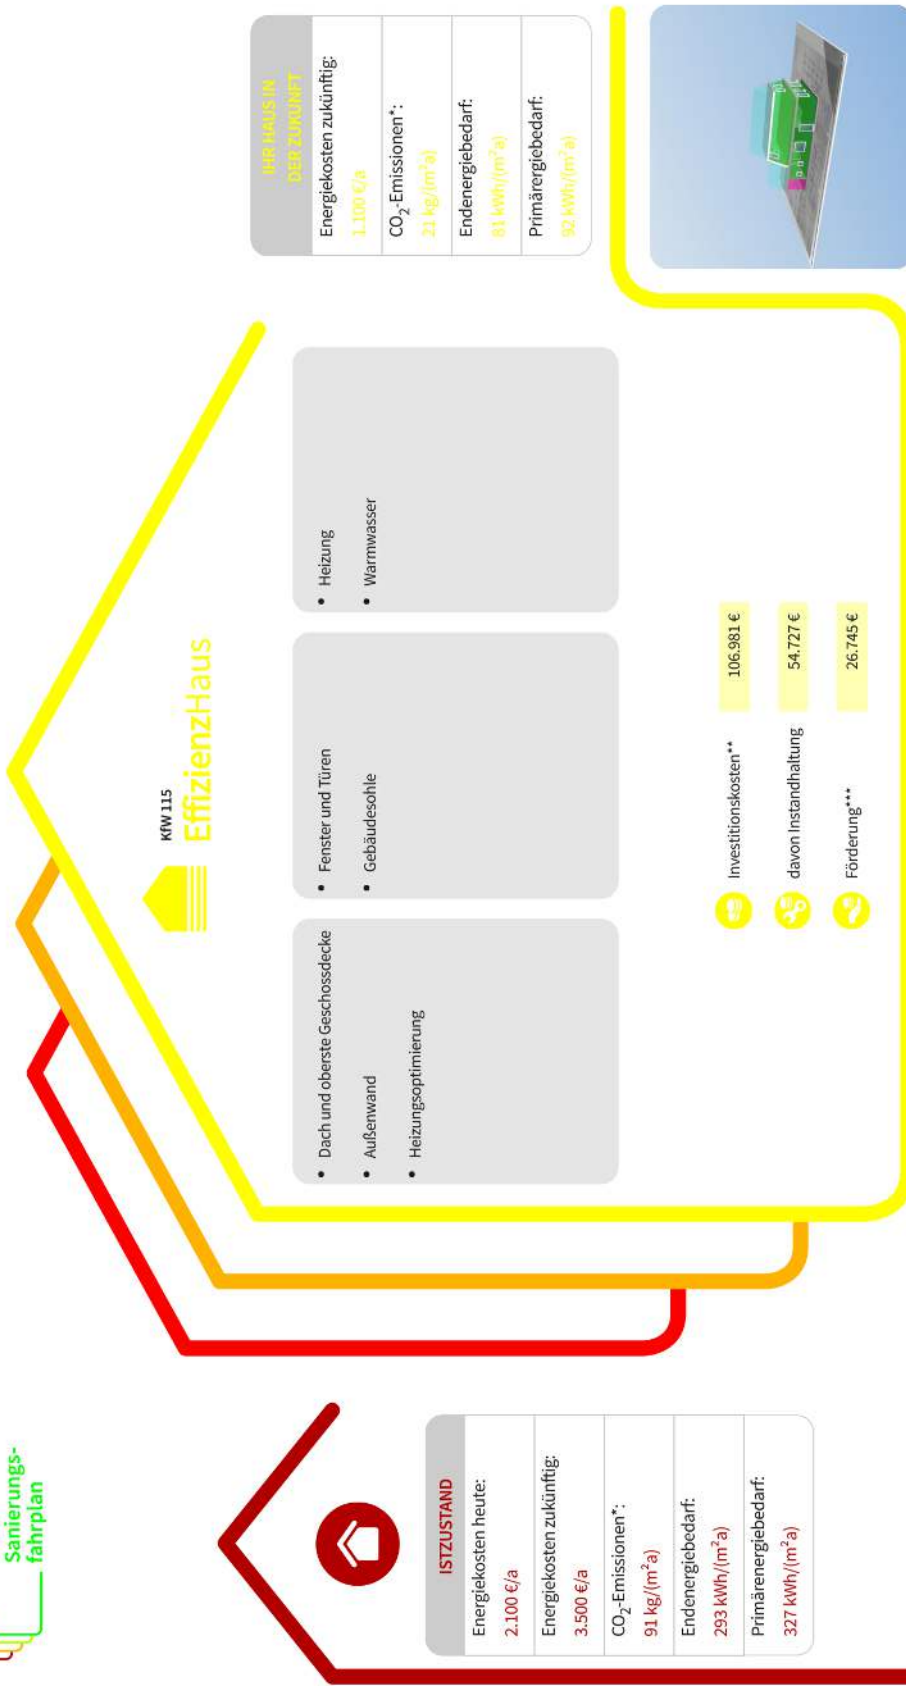 Sanierungs-
fahrplan
ISTZUSTAND
Energiekosten heute:
2.100 €/a
Energiekosten zukünftig:
3.500 €/a
CO₂-Emissionen*:
91 kg/(m²a)
Endenergiebedarf:
293 kWh/(m²a)
Primärenergiebedarf:
327 kWh/(m²a)
KfW 115
EffizienzHaus
• Dach und oberste Geschossdecke
• Außenwand
• Heizungsoptimierung
• Fenster und Türen
• Gebäudesohle
• Heizung
• Warmwasser
Investitionskosten** 106.981 €
davon Instandhaltung 54.727 €
Förderung*** 26.745 €
IHR HAUS IN
DER ZUKUNFT
Energiekosten zukünftig:
1.100 €/a
CO₂-Emissionen*:
21 kg/(m²a)
Endenergiebedarf:
81 kWh/(m²a)
Primärergiebedarf:
92 kWh/(m²a)